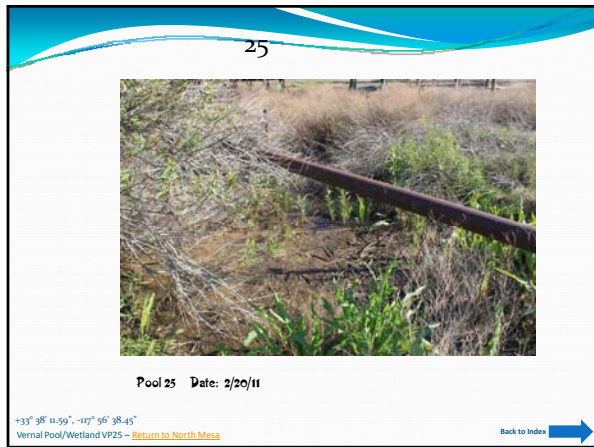 25
Pool 25 Date: 2/20/11
+33° 38' 11.59", -117° 56' 38.45"
Vernal Pool/Wetland VP25 – Return to North Mesa
Back to Index